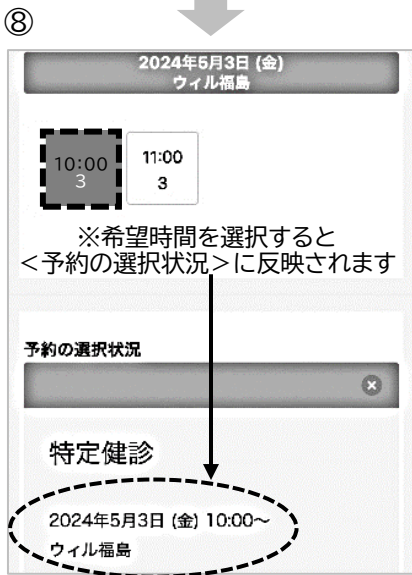 ⑧
2024年5月3日 (金)
ウィル福島
10:00
3
11:00
3
※希望時間を選択すると
＜予約の選択状況＞に反映されます
予約の選択状況
特定健診
2024年5月3日 (金) 10:00～
ウィル福島